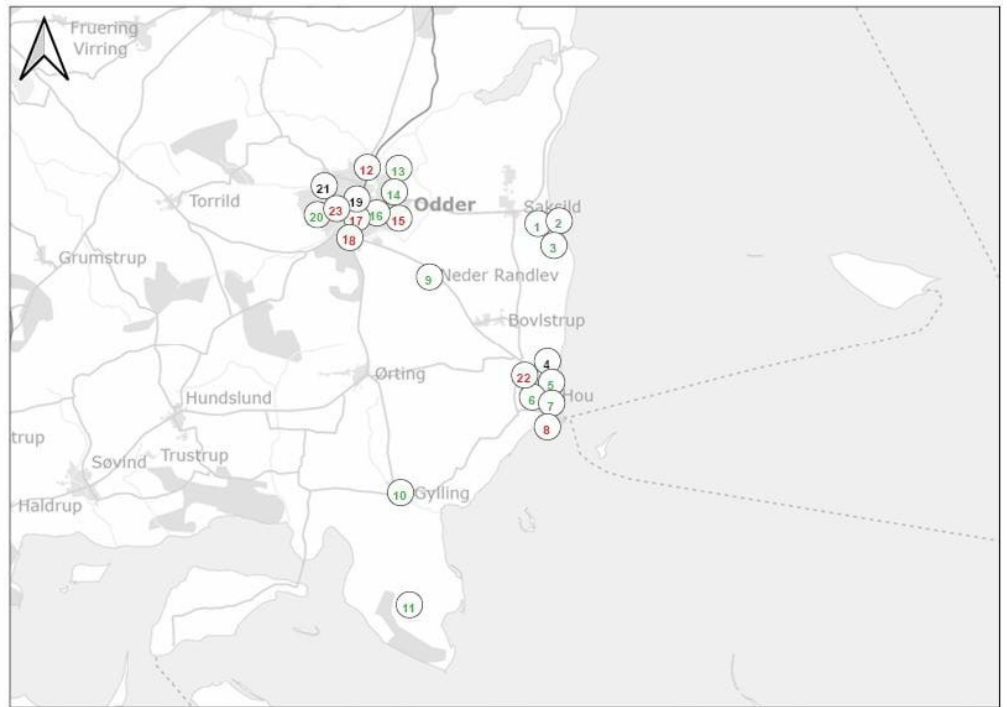 Fruering
Virring
12
13
21
14
Torrild
19
Odder
20
23
16
15
Saksild
17
1
2
18
3
Grumstrup
9
Neder Randlev
Bovlstrup
4
Ørting
22
5
Hundslund
6
7
Hou
8
trup
Søvind
Trustrup
10
Gylling
Haldrup
11